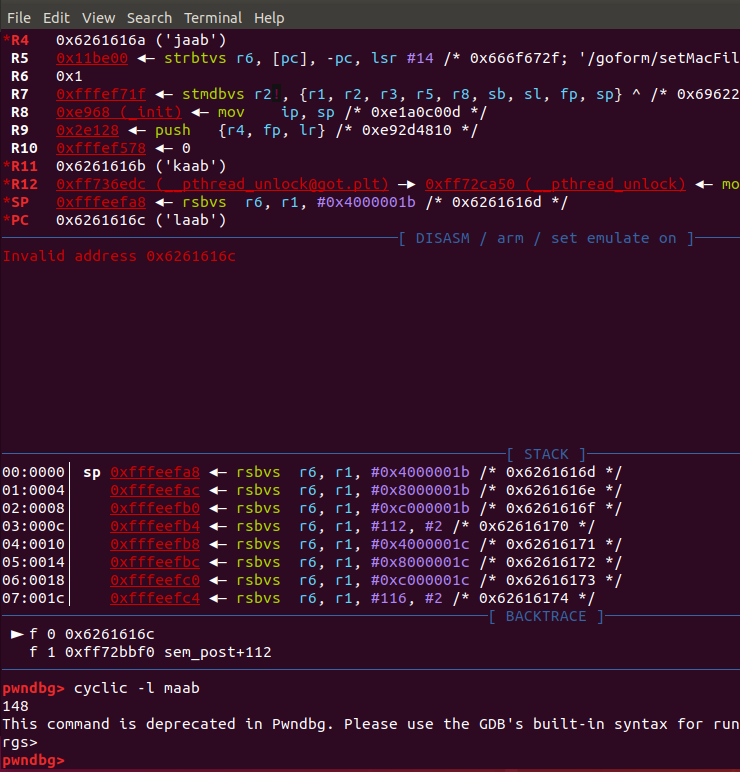 File Edit View Search Terminal Help
*R4 0x6261616a ('jaab')
R5 0x11be00 ◂— strbtvs r6, [pc], -pc, lsr #14 /* 0x666f672f; '/goform/setMacFil
R6 0x1
R7 0xfffef71f ◂— stmdbvs r2!, {r1, r2, r3, r5, r8, sb, sl, fp, sp} ^ /* 0x69622
R8 0xe968 (_init) ◂— mov ip, sp /* 0xe1a0c00d */
R9 0x2e128 ◂— push {r4, fp, lr} /* 0xe92d4810 */
R10 0xfffef578 ◂— 0
*R11 0x6261616b ('kaab')
*R12 0xff736edc (__pthread_unlock@got.plt) —▸ 0xff72ca50 (__pthread_unlock) ◂— mo
*SP 0xfffeefa8 ◂— rsbvs r6, r1, #0x4000001b /* 0x6261616d */
*PC 0x6261616c ('laab')
[ DISASM / arm / set emulate on ]
Invalid address 0x6261616c
[ STACK ]
00:0000│ sp 0xfffeefa8 ◂— rsbvs r6, r1, #0x4000001b /* 0x6261616d */
01:0004│ 0xfffeefac ◂— rsbvs r6, r1, #0x8000001b /* 0x6261616e */
02:0008│ 0xfffeefb0 ◂— rsbvs r6, r1, #0xc000001b /* 0x6261616f */
03:000c│ 0xfffeefb4 ◂— rsbvs r6, r1, #112, #2 /* 0x62616170 */
04:0010│ 0xfffeefb8 ◂— rsbvs r6, r1, #0x4000001c /* 0x62616171 */
05:0014│ 0xfffeefbc ◂— rsbvs r6, r1, #0x8000001c /* 0x62616172 */
06:0018│ 0xfffeefc0 ◂— rsbvs r6, r1, #0xc000001c /* 0x62616173 */
07:001c│ 0xfffeefc4 ◂— rsbvs r6, r1, #116, #2 /* 0x62616174 */
[ BACKTRACE ]
► f 0 0x6261616c
f 1 0xff72bbf0 sem_post+112
pwndbg> cyclic -l maab
148
This command is deprecated in Pwndbg. Please use the GDB's built-in syntax for run
rgs>
pwndbg>